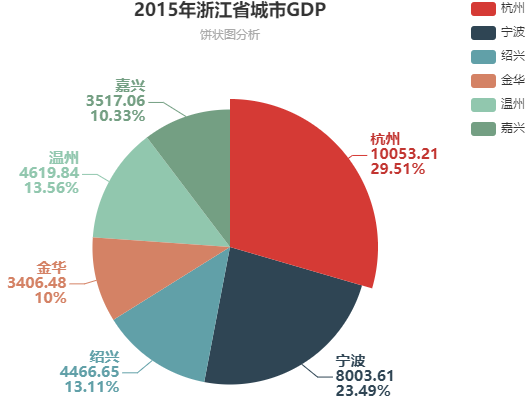 2015年浙江省城市GDP
饼状图分析
杭州
宁波
绍兴
金华
温州
嘉兴
嘉兴
3517.06
10.33%
杭州
10053.21
29.51%
温州
4619.84
13.56%
金华
3406.48
10%
绍兴
4466.65
13.11%
宁波
8003.61
23.49%